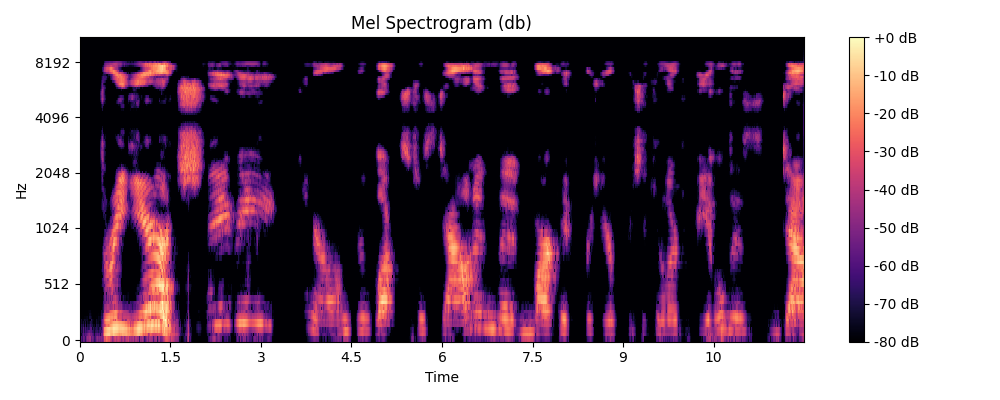 Mel Spectrogram (db)
8192
4096
2048
1024
512
0
Hz
0 1.5 3 4.5 6 7.5 9 10
Time
+0 dB
-10 dB
-20 dB
-30 dB
-40 dB
-50 dB
-60 dB
-70 dB
-80 dB